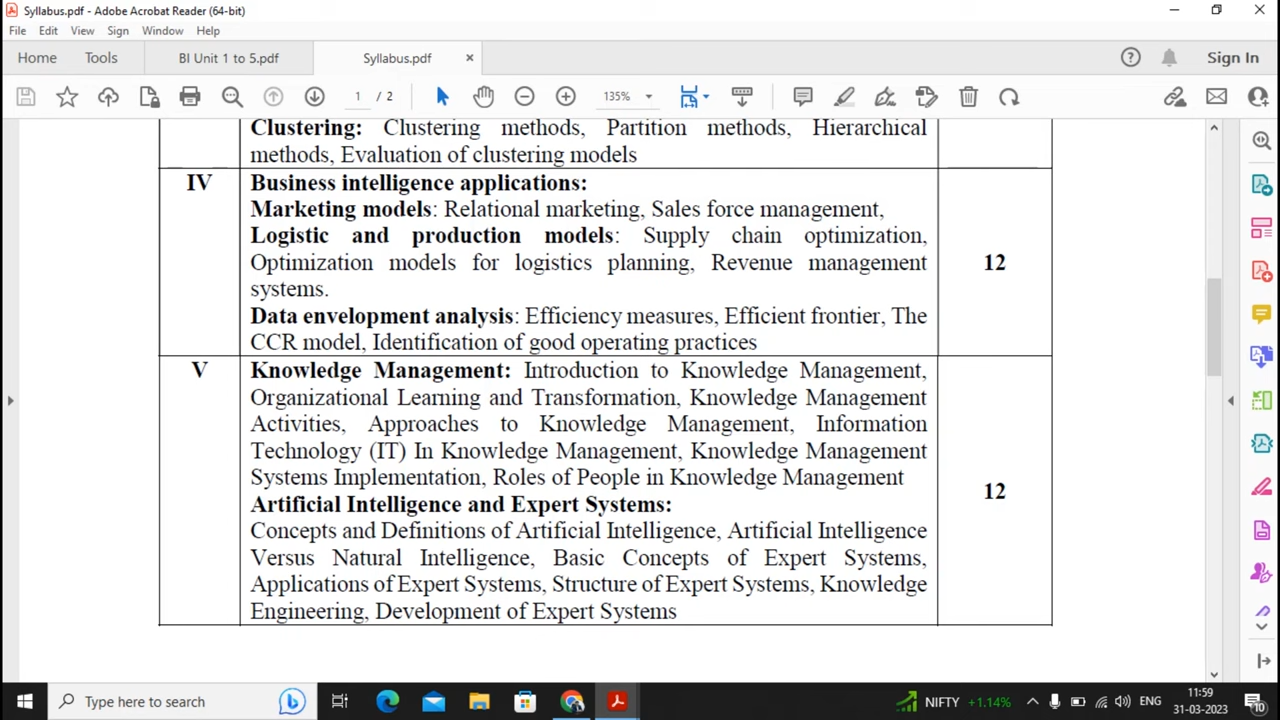 Syllabus.pdf - Adobe Acrobat Reader (64-bit)
File Edit View Sign Window Help
Home Tools BI Unit 1 to 5.pdf Syllabus.pdf × Sign In
1 / 2 135%
Clustering: Clustering methods, Partition methods, Hierarchical
methods, Evaluation of clustering models
IV Business intelligence applications:
Marketing models: Relational marketing, Sales force management,
Logistic and production models: Supply chain optimization,
Optimization models for logistics planning, Revenue management 12
systems.
Data envelopment analysis: Efficiency measures, Efficient frontier, The
CCR model, Identification of good operating practices
V Knowledge Management: Introduction to Knowledge Management,
Organizational Learning and Transformation, Knowledge Management
Activities, Approaches to Knowledge Management, Information
Technology (IT) In Knowledge Management, Knowledge Management
Systems Implementation, Roles of People in Knowledge Management
12
Artificial Intelligence and Expert Systems:
Concepts and Definitions of Artificial Intelligence, Artificial Intelligence
Versus Natural Intelligence, Basic Concepts of Expert Systems,
Applications of Expert Systems, Structure of Expert Systems, Knowledge
Engineering, Development of Expert Systems
Type here to search NIFTY +1.14% ENG 11:59
31-03-2023 10